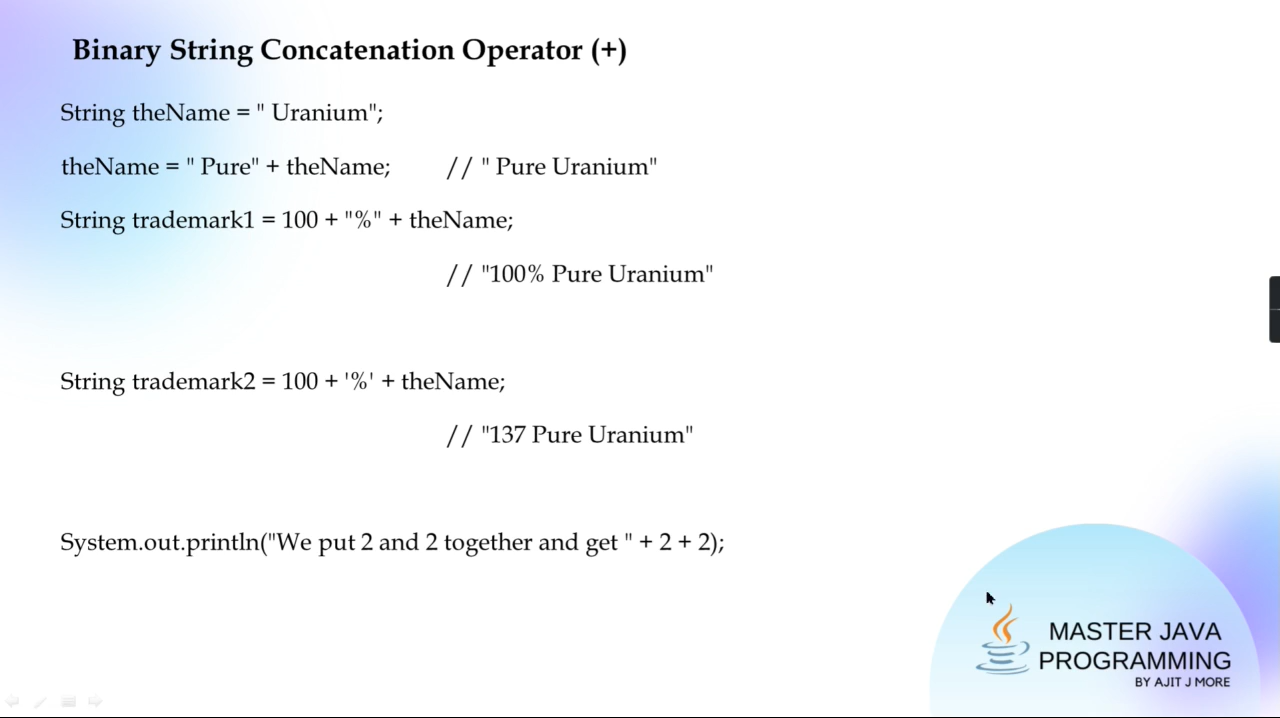 Binary String Concatenation Operator (+)
String theName = " Uranium";
theName = " Pure" + theName; // " Pure Uranium"
String trademark1 = 100 + "%" + theName;
// "100% Pure Uranium"
String trademark2 = 100 + '%' + theName;
// "137 Pure Uranium"
System.out.println("We put 2 and 2 together and get " + 2 + 2);
MASTER JAVA
PROGRAMMING
BY AJIT J MORE